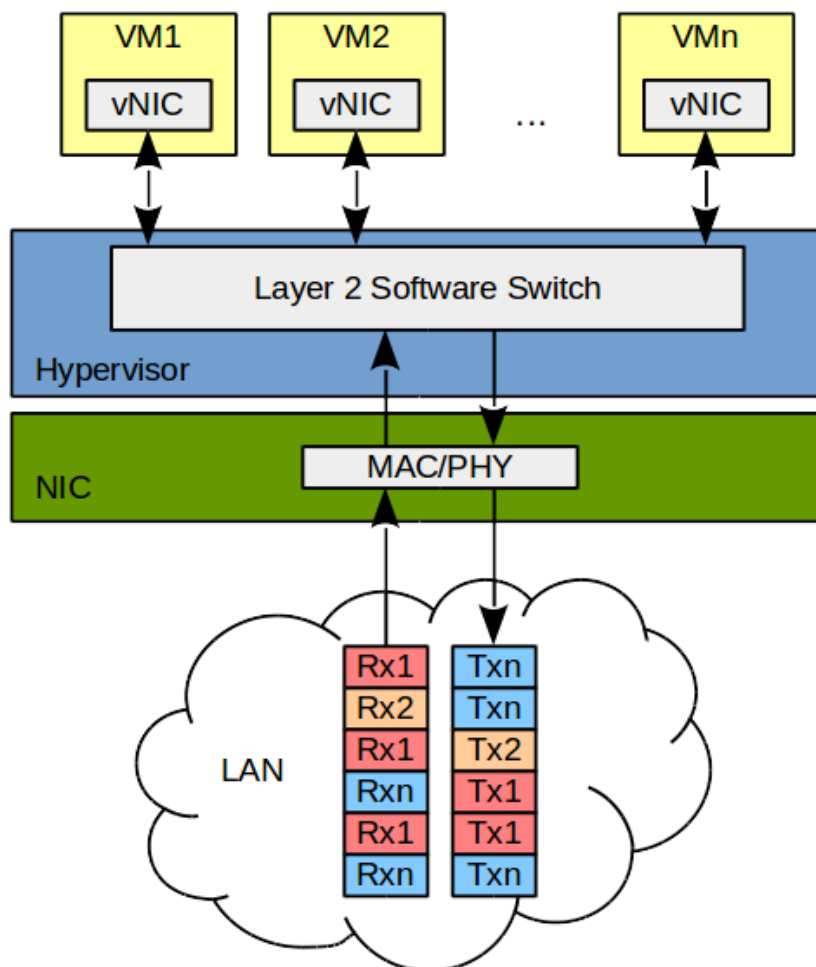 VM1 VM2 VMn
vNIC vNIC ... vNIC
Layer 2 Software Switch
Hypervisor
MAC/PHY
NIC
Rx1 Txn
Rx2 Txn
Rx1 Tx2
LAN
Rxn Tx1
Rx1 Tx1
Rxn Txn